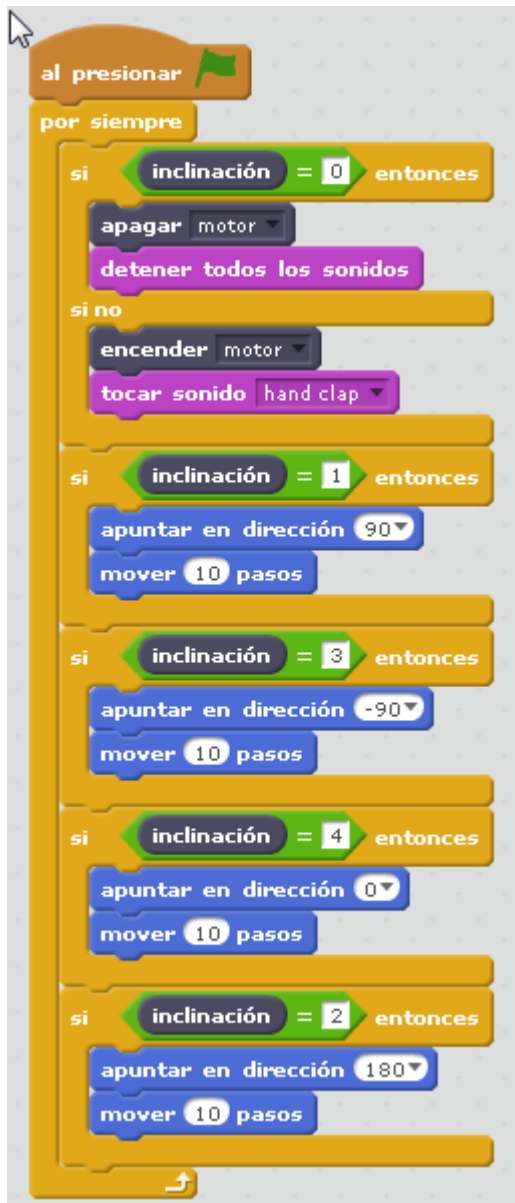 al presionar
por siempre
si inclinación = 0 entonces
apagar motor
detener todos los sonidos
si no
encender motor
tocar sonido hand clap
si inclinación = 1 entonces
apuntar en dirección 90
mover 10 pasos
si inclinación = 3 entonces
apuntar en dirección -90
mover 10 pasos
si inclinación = 4 entonces
apuntar en dirección 0
mover 10 pasos
si inclinación = 2 entonces
apuntar en dirección 180
mover 10 pasos